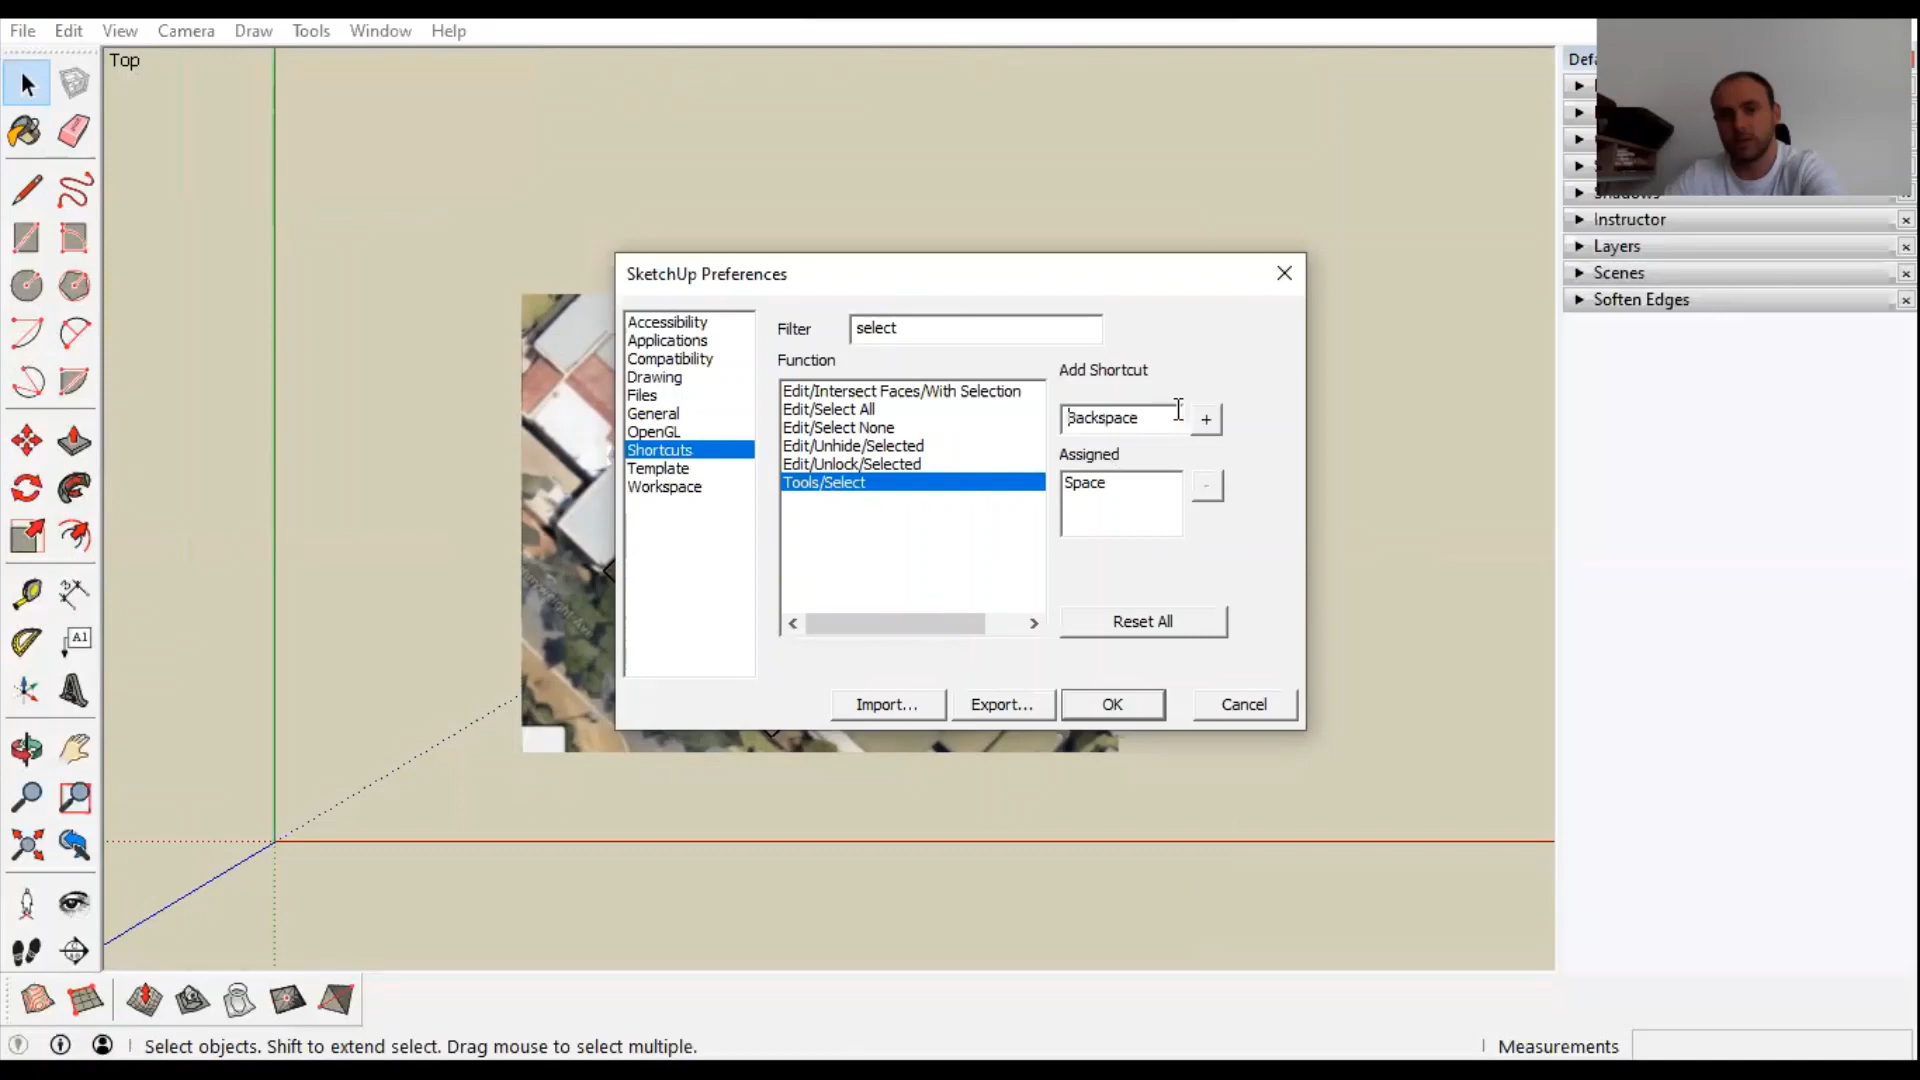 File Edit View Camera Draw Tools Window Help
Top
Instructor
Layers
Scenes
Soften Edges
SketchUp Preferences
Accessibility
Applications
Compatibility
Drawing
Files
General
OpenGL
Shortcuts
Template
Workspace
Filter select
Function
Edit/Intersect Faces/With Selection
Edit/Select All
Edit/Select None
Edit/Unhide/Selected
Edit/Unlock/Selected
Tools/Select
Add Shortcut
Backspace +
Assigned
Space -
Reset All
Import... Export... OK Cancel
A1
Select objects. Shift to extend select. Drag mouse to select multiple.
Measurements